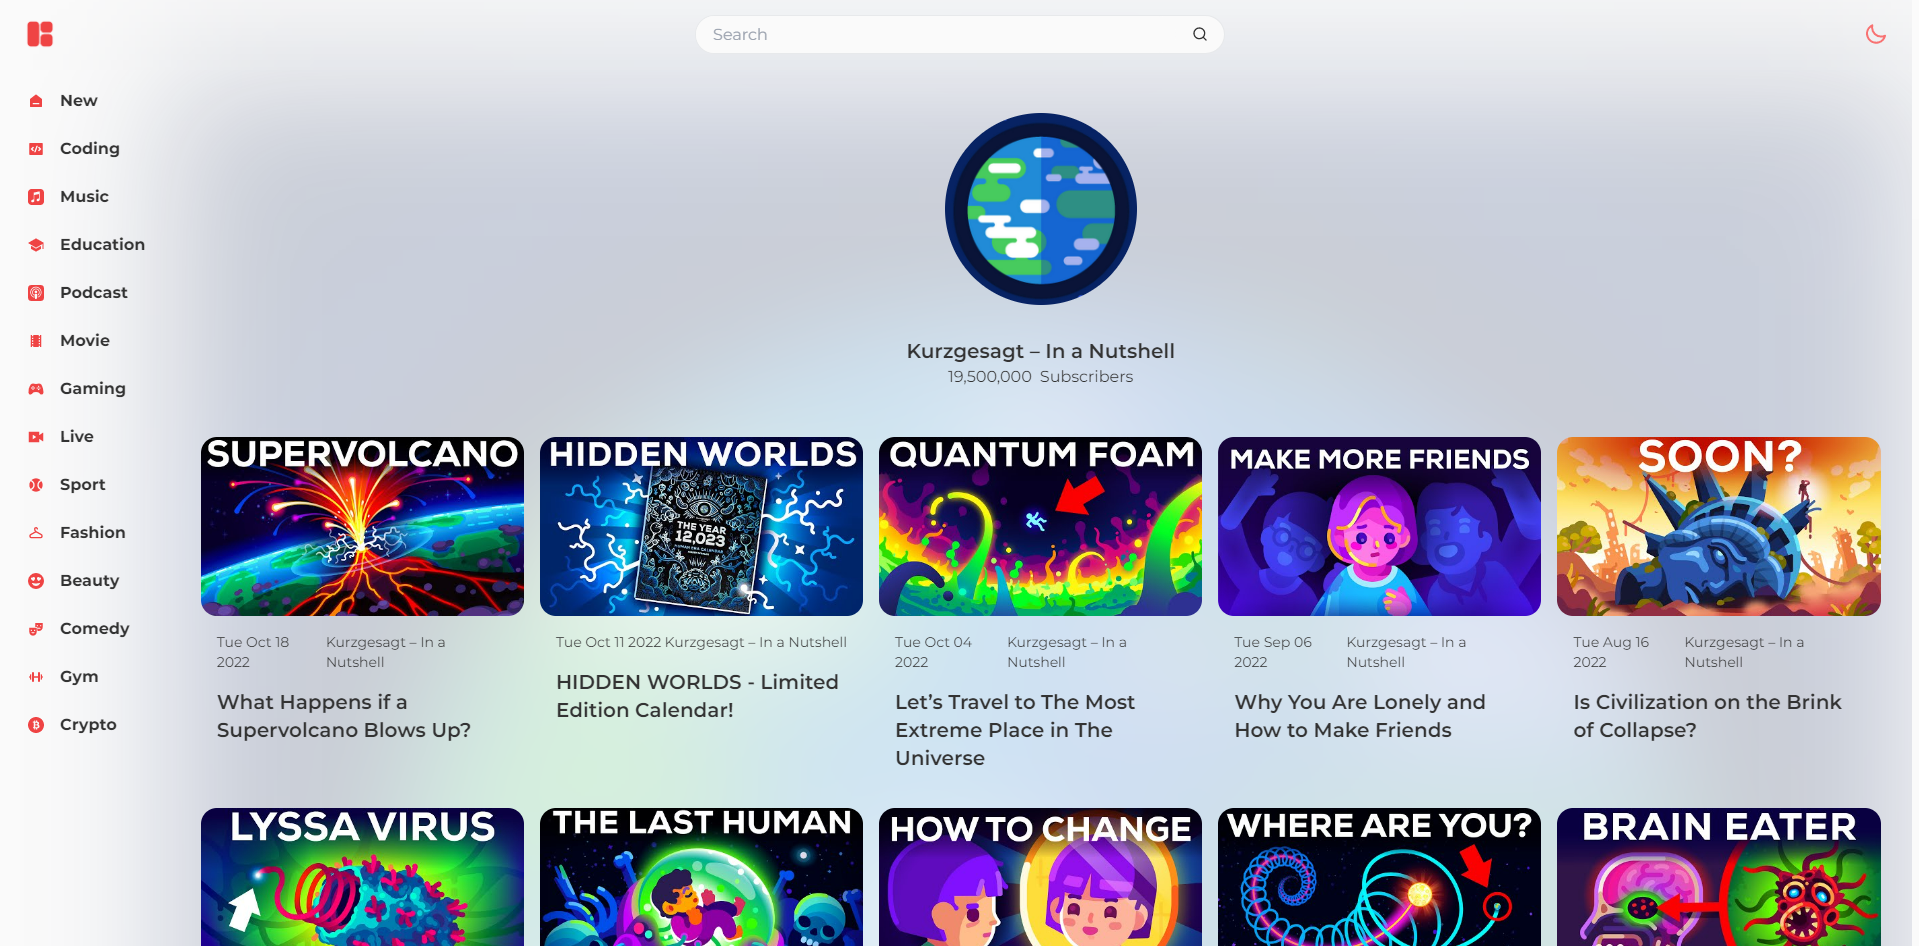 Search
New
Coding
Music
Education
Podcast
Movie
Gaming
Live
Sport
Fashion
Beauty
Comedy
Gym
Crypto
Kurzgesagt – In a Nutshell
19,500,000 Subscribers
SUPERVOLCANO
Tue Oct 18
2022
Kurzgesagt – In a
Nutshell
What Happens if a
Supervolcano Blows Up?
HIDDEN WORLDS
THE YEAR
12,023
HUMAN ERA CALENDAR
Tue Oct 11 2022 Kurzgesagt – In a Nutshell
HIDDEN WORLDS - Limited
Edition Calendar!
QUANTUM FOAM
Tue Oct 04
2022
Kurzgesagt – In a
Nutshell
Let’s Travel to The Most
Extreme Place in The
Universe
MAKE MORE FRIENDS
Tue Sep 06
2022
Kurzgesagt – In a
Nutshell
Why You Are Lonely and
How to Make Friends
SOON?
Tue Aug 16
2022
Kurzgesagt – In a
Nutshell
Is Civilization on the Brink
of Collapse?
LYSSA VIRUS
THE LAST HUMAN
HOW TO CHANGE
WHERE ARE YOU?
BRAIN EATER